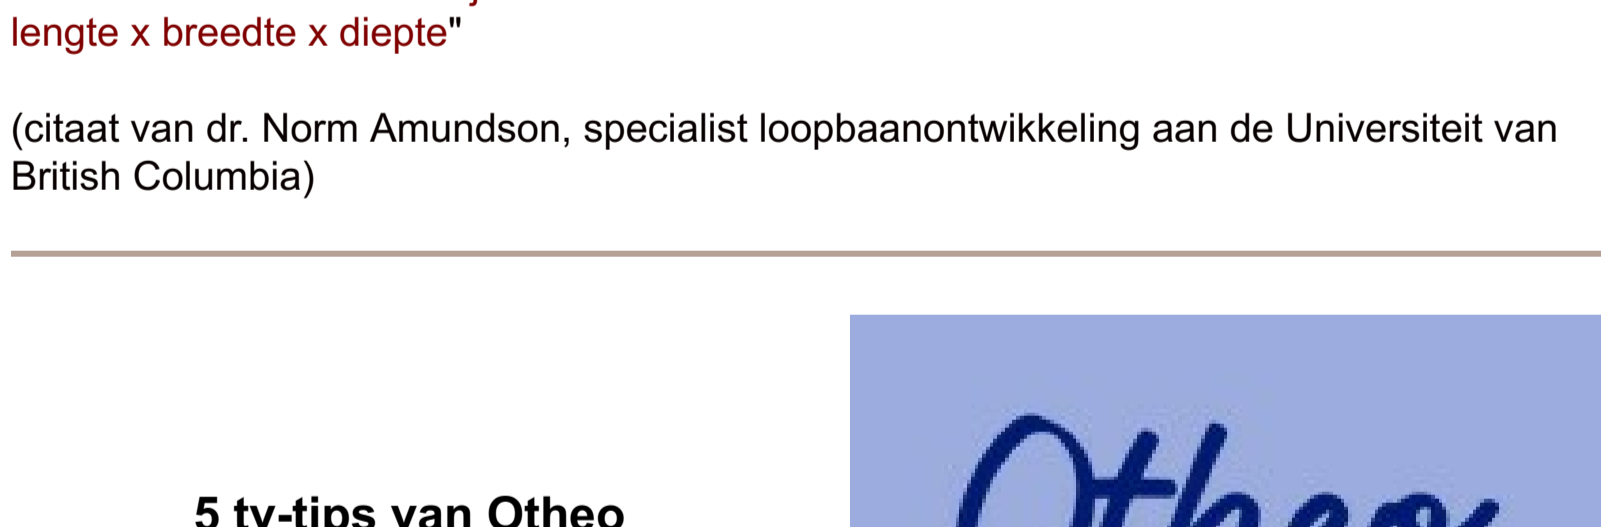 lengte x breedte x diepte"
(citaat van dr. Norm Amundson, specialist loopbaanontwikkeling aan de Universiteit van
British Columbia)
5 tv-tips van Otheo
Otheo